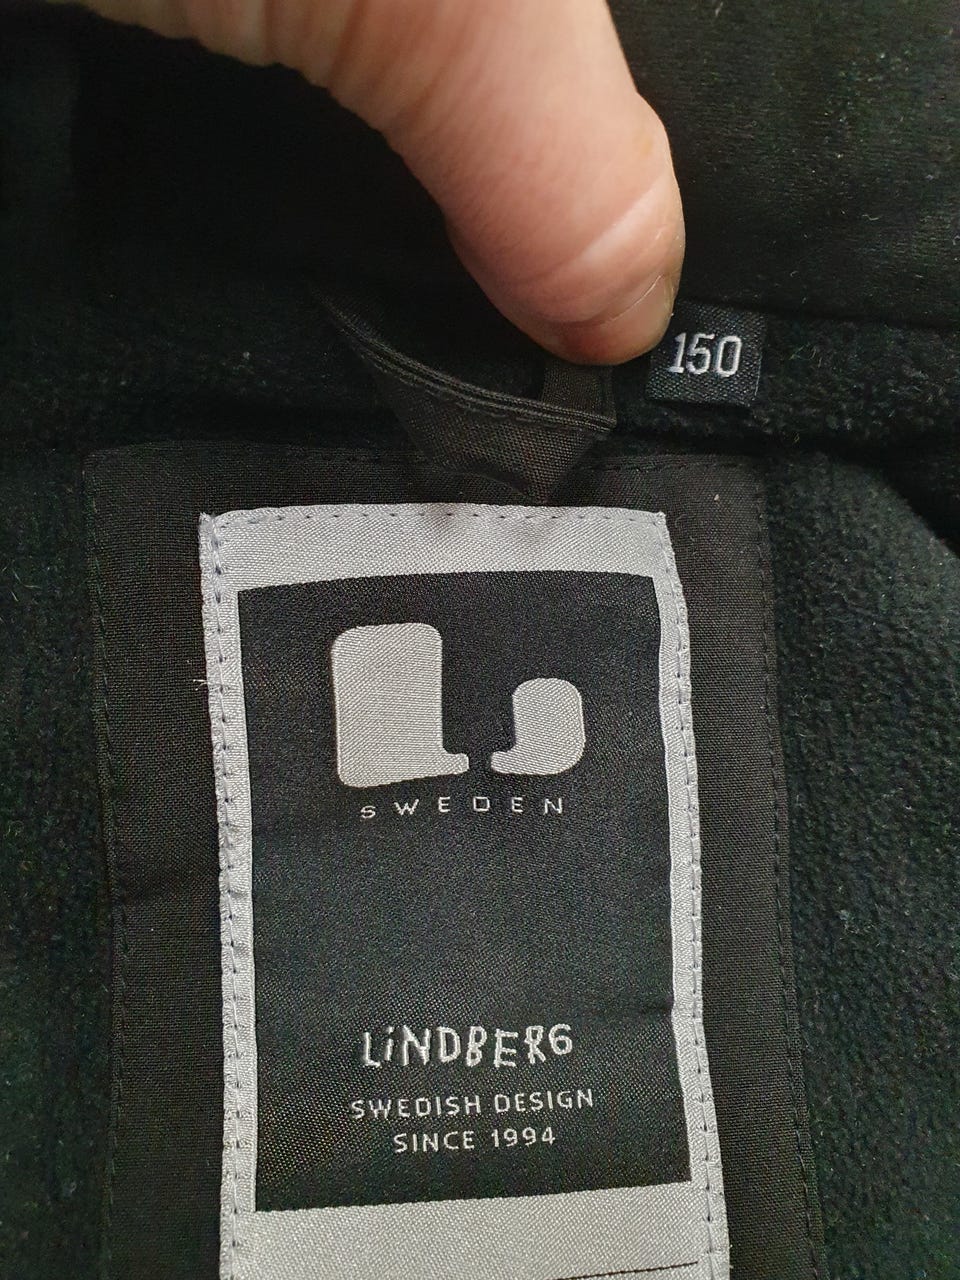 150
SWEDEN
LiNDBERG
SWEDISH DESIGN
SINCE 1994